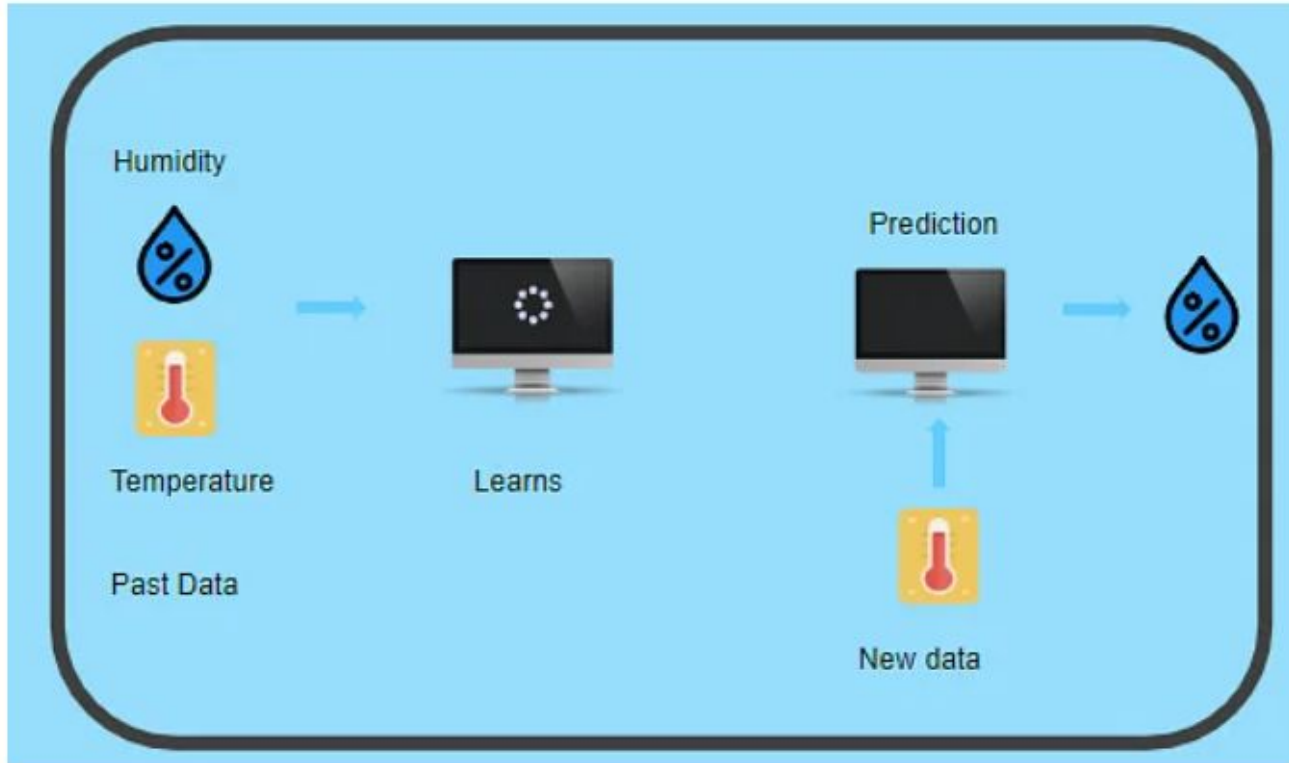 Humidity
Temperature
Past Data
Learns
Prediction
New data